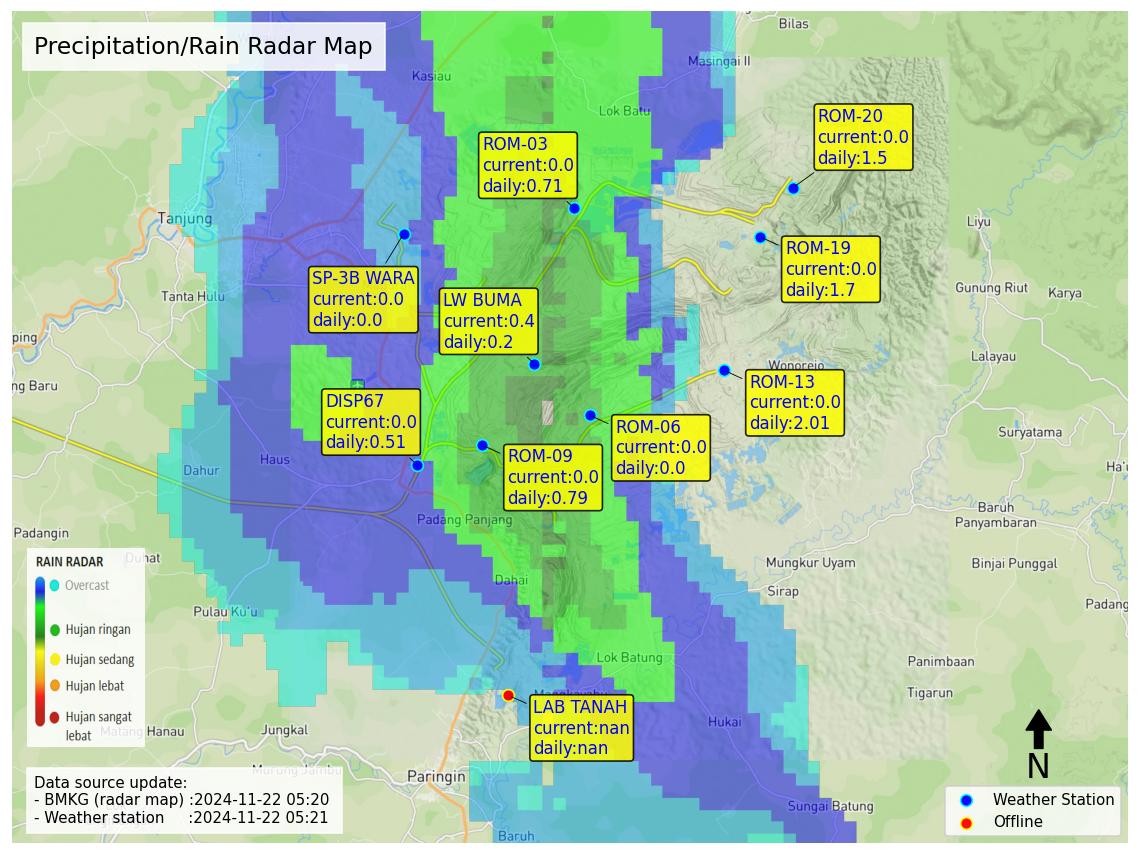 Precipitation/Rain Radar Map
Bilas
Masingai II
Kasiau
Lok Batu
ROM-20
current:0.0
daily:1.5
ROM-03
current:0.0
daily:0.71
Tanjung
Liyu
ROM-19
current:0.0
daily:1.7
SP-3B WARA
current:0.0
daily:0.0
Tanta Hulu
LW BUMA
current:0.4
daily:0.2
Gunung Riut
Karya
ping
Lalayau
Wonorejo
ng Baru
ROM-13
current:0.0
daily:2.01
DISP67
current:0.0
daily:0.51
ROM-06
current:0.0
daily:0.0
Suryatama
ROM-09
current:0.0
daily:0.79
Haus
Dahur
Ha'u
Baruh
Panyambaran
Padang Panjang
Padangin
Duhat
Mungkur Uyam
Binjai Punggal
Dahai
Sirap
Padang
Pulau Ku'u
RAIN RADAR
Overcast
Hujan ringan
Hujan sedang
Hujan lebat
Hujan sangat
lebat
Lok Batung
Panimbaan
Tigarun
LAB TANAH
current:nan
daily:nan
Hukai
Matang Hanau
Jungkal
Murung Jambu
Paringin
N
Data source update:
- BMKG (radar map) :2024-11-22 05:20
- Weather station :2024-11-22 05:21
Sungai Batung
Weather Station
Offline
Baruh